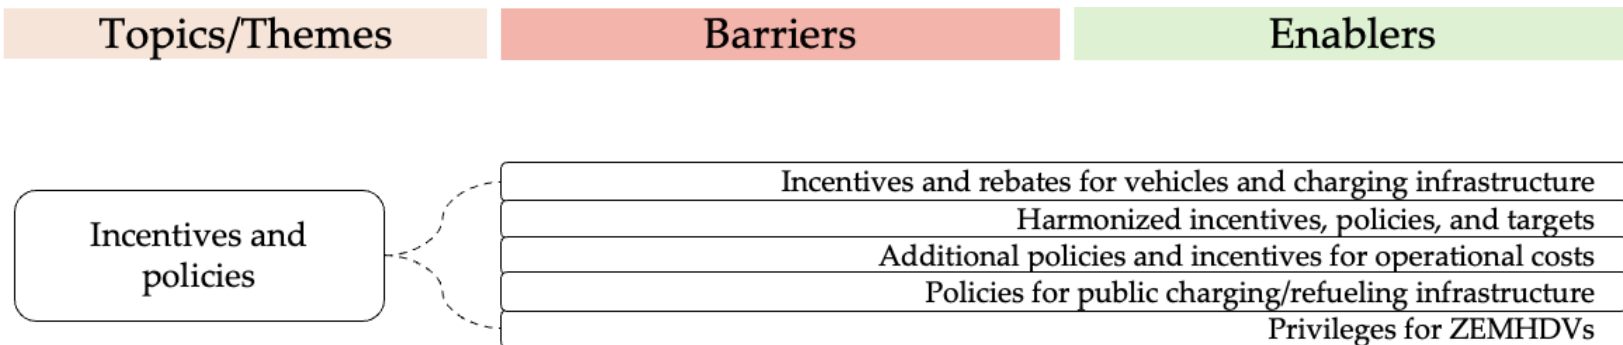 Topics/Themes
Barriers
Enablers
Incentives and
policies
Incentives and rebates for vehicles and charging infrastructure
Harmonized incentives, policies, and targets
Additional policies and incentives for operational costs
Policies for public charging/refueling infrastructure
Privileges for ZEMHDVs